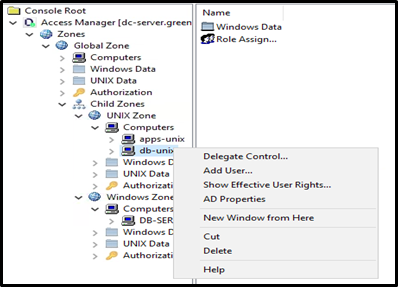 Console Root
Access Manager [dc-server.green
Zones
Global Zone
Computers
Windows Data
UNIX Data
Authorization
Child Zones
UNIX Zone
Computers
apps-unix
db-unix
Windows D
UNIX Data
Authorizatio
Windows Zone
Computers
DB-SER
Windows D
UNIX Data
Authorizatio
Name
Windows Data
Role Assign...
Delegate Control...
Add User...
Show Effective User Rights...
AD Properties
New Window from Here
Cut
Delete
Help